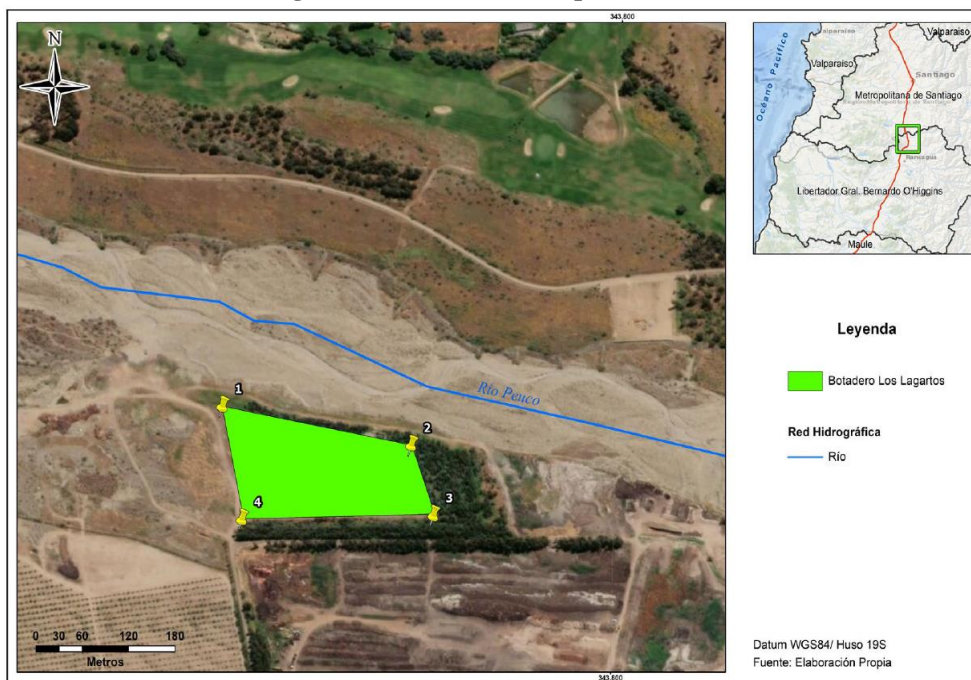 343.800
N
1
Río Peuco
2
3
4
0 30 60 120 180
Metros
343.800
Valparaíso
Valparaíso
Valparaíso
Océano Pacífico
Santiago
Metropolitana de Santiago
Rancagua
Libertador Gral. Bernardo O'Higgins
Maule
Leyenda
Botadero Los Lagartos
Red Hidrográfica
Río
Datum WGS84/ Huso 19S
Fuente: Elaboración Propia